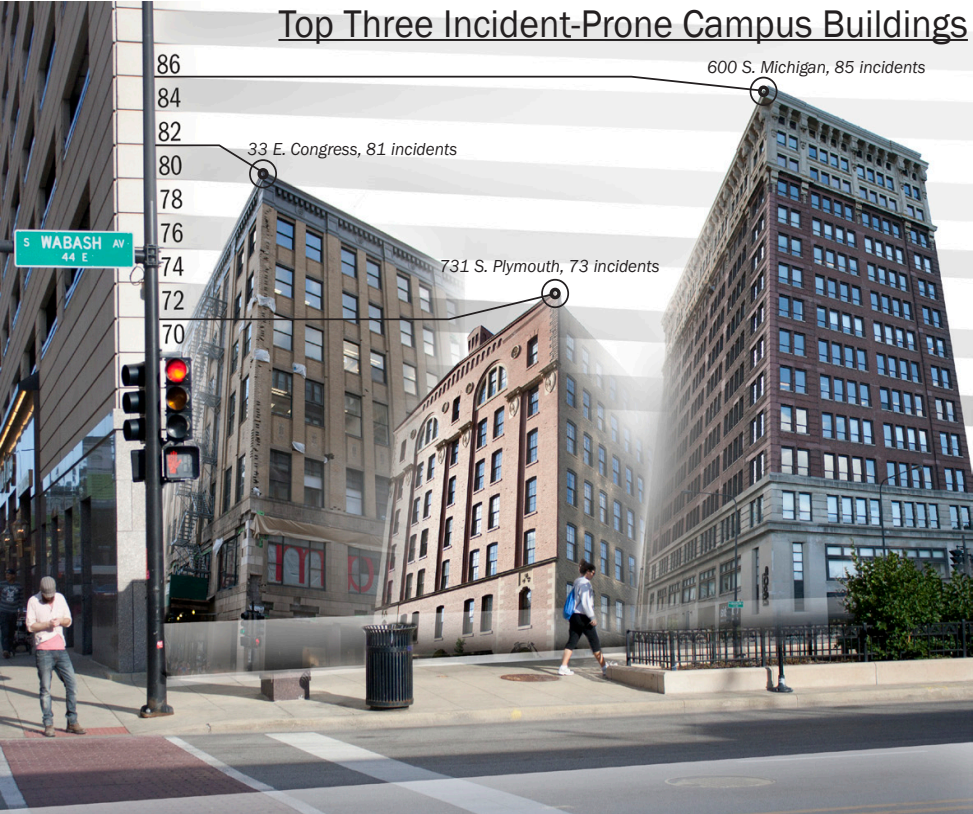 Top Three Incident-Prone Campus Buildings
86
600 S. Michigan, 85 incidents
84
82
33 E. Congress, 81 incidents
80
78
76
S WABASH AV
44 E
74
731 S. Plymouth, 73 incidents
72
70